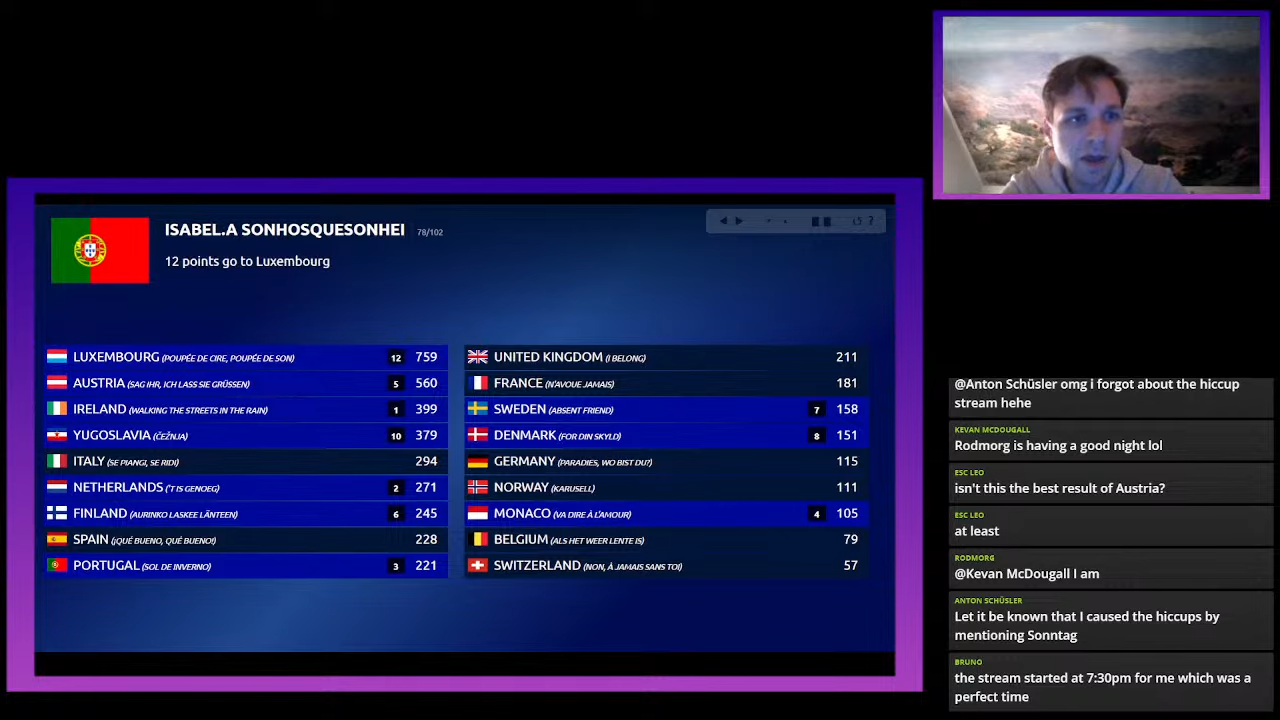 ISABEL.A SONHOSQUESONHEI 78/102
12 points go to Luxembourg
LUXEMBOURG (POUPÉE DE CIRE, POUPÉE DE SON) 12 759
AUSTRIA (SAG IHR, ICH LASS SIE GRÜSSEN) 5 560
IRELAND (WALKING THE STREETS IN THE RAIN) 1 399
YUGOSLAVIA (ČEŽNJA) 10 379
ITALY (SE PIANGI, SE RIDI) 294
NETHERLANDS ('T IS GENOEG) 2 271
FINLAND (AURINKO LASKEE LÄNTEEN) 6 245
SPAIN (¡QUÉ BUENO, QUÉ BUENO!) 228
PORTUGAL (SOL DE INVERNO) 3 221
UNITED KINGDOM (I BELONG) 211
FRANCE (N'AVOUE JAMAIS) 181
SWEDEN (ABSENT FRIEND) 7 158
DENMARK (FOR DIN SKYLD) 8 151
GERMANY (PARADIES, WO BIST DU?) 115
NORWAY (KARUSELL) 111
MONACO (VA DIRE À L'AMOUR) 4 105
BELGIUM (ALS HET WEER LENTE IS) 79
SWITZERLAND (NON, À JAMAIS SANS TOI) 57
@Anton Schüsler omg i forgot about the hiccup
stream hehe
KEVAN MCDOUGALL
Rodmorg is having a good night lol
ESC LEO
isn't this the best result of Austria?
ESC LEO
at least
RODMORG
@Kevan McDougall I am
ANTON SCHÜSLER
Let it be known that I caused the hiccups by
mentioning Sonntag
BRUNO
the stream started at 7:30pm for me which was a
perfect time